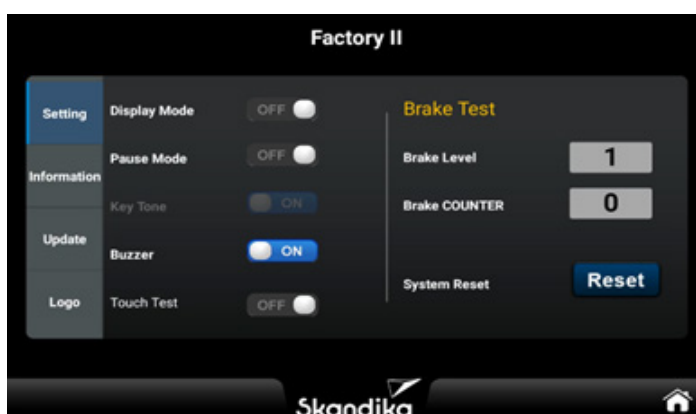 Factory II
Setting
Information
Update
Logo
Display Mode OFF
Pause Mode OFF
Key Tone ON
Buzzer ON
Touch Test OFF
Brake Test
Brake Level 1
Brake COUNTER 0
System Reset Reset
Skandika